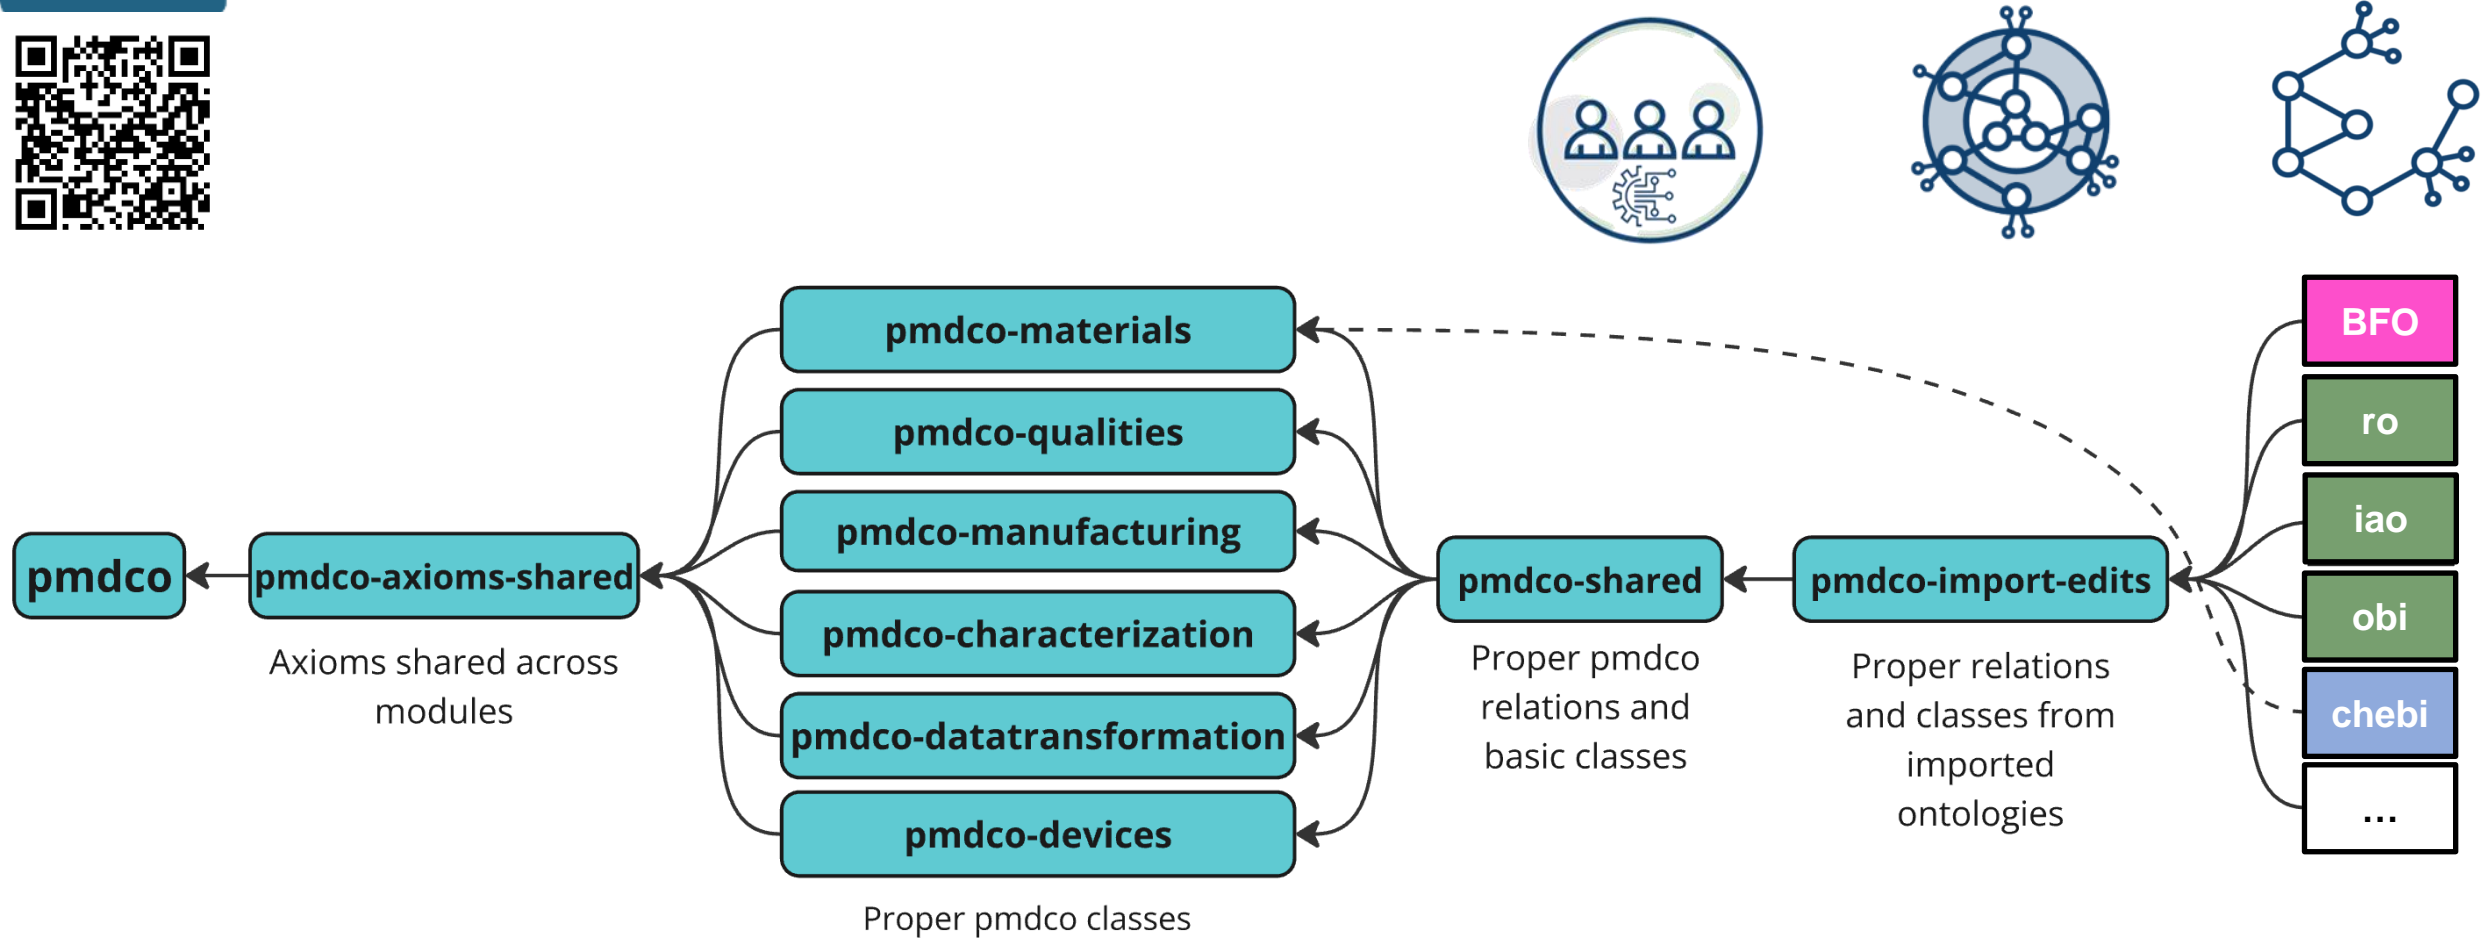 pmdco
pmdco-axioms-shared
Axioms shared across
modules
pmdco-materials
pmdco-qualities
pmdco-manufacturing
pmdco-characterization
pmdco-datatransformation
pmdco-devices
Proper pmdco classes
pmdco-shared
Proper pmdco
relations and
basic classes
pmdco-import-edits
Proper relations
and classes from
imported
ontologies
BFO
ro
iao
obi
chebi
...